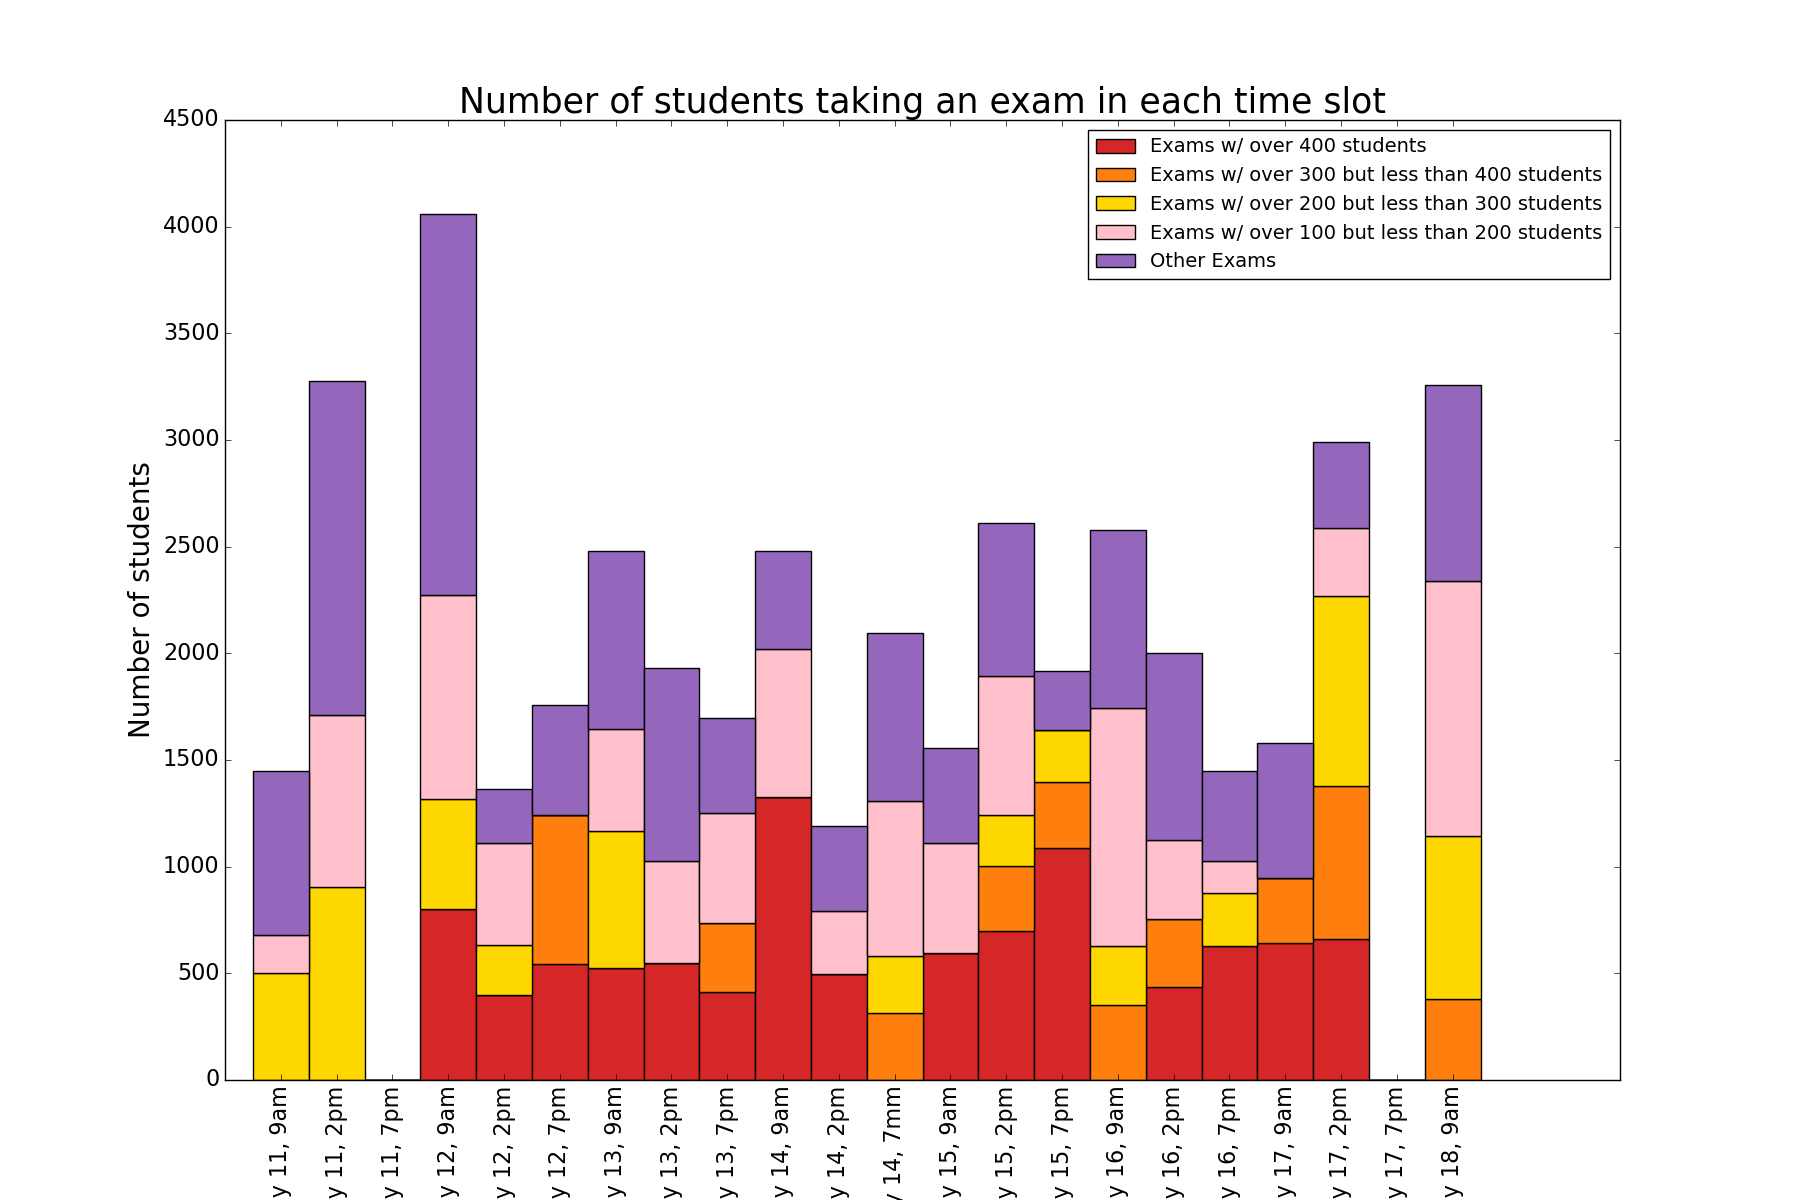 Number of students taking an exam in each time slot
Exams w/ over 400 students
Exams w/ over 300 but less than 400 students
Exams w/ over 200 but less than 300 students
Exams w/ over 100 but less than 200 students
Other Exams
Number of students
4500
4000
3500
3000
2500
2000
1500
1000
500
0
y 11, 9am
y 11, 2pm
y 11, 7pm
y 12, 9am
y 12, 2pm
y 12, 7pm
y 13, 9am
y 13, 2pm
y 13, 7pm
y 14, 9am
y 14, 2pm
y 14, 7mm
y 15, 9am
y 15, 2pm
y 15, 7pm
y 16, 9am
y 16, 2pm
y 16, 7pm
y 17, 9am
y 17, 2pm
y 17, 7pm
y 18, 9am